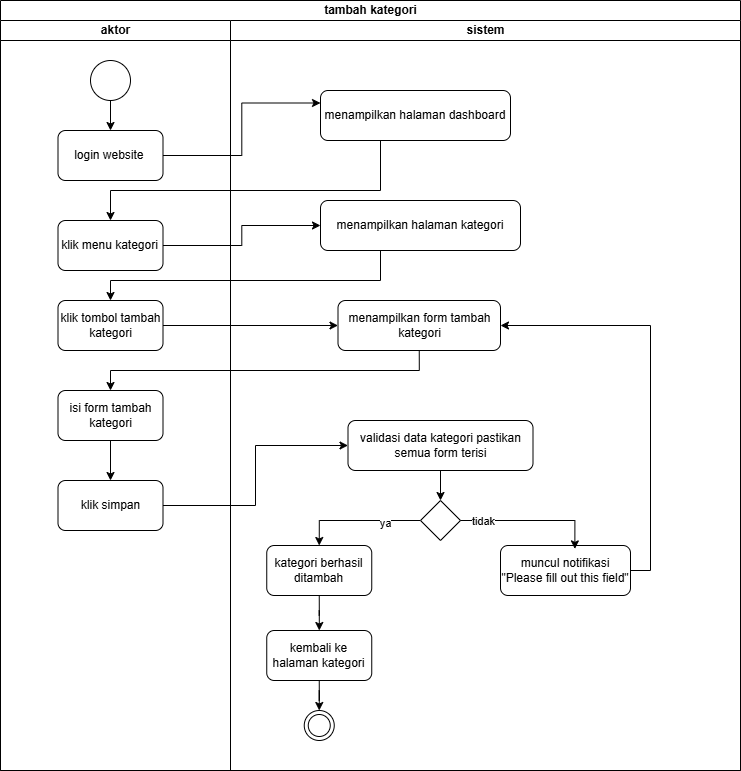 tambah kategori
aktor
sistem
menampilkan halaman dashboard
login website
menampilkan halaman kategori
klik menu kategori
klik tombol tambah
kategori
menampilkan form tambah
kategori
isi form tambah
kategori
validasi data kategori pastikan
semua form terisi
klik simpan
ya
tidak
kategori berhasil
ditambah
muncul notifikasi
"Please fill out this field"
kembali ke
halaman kategori